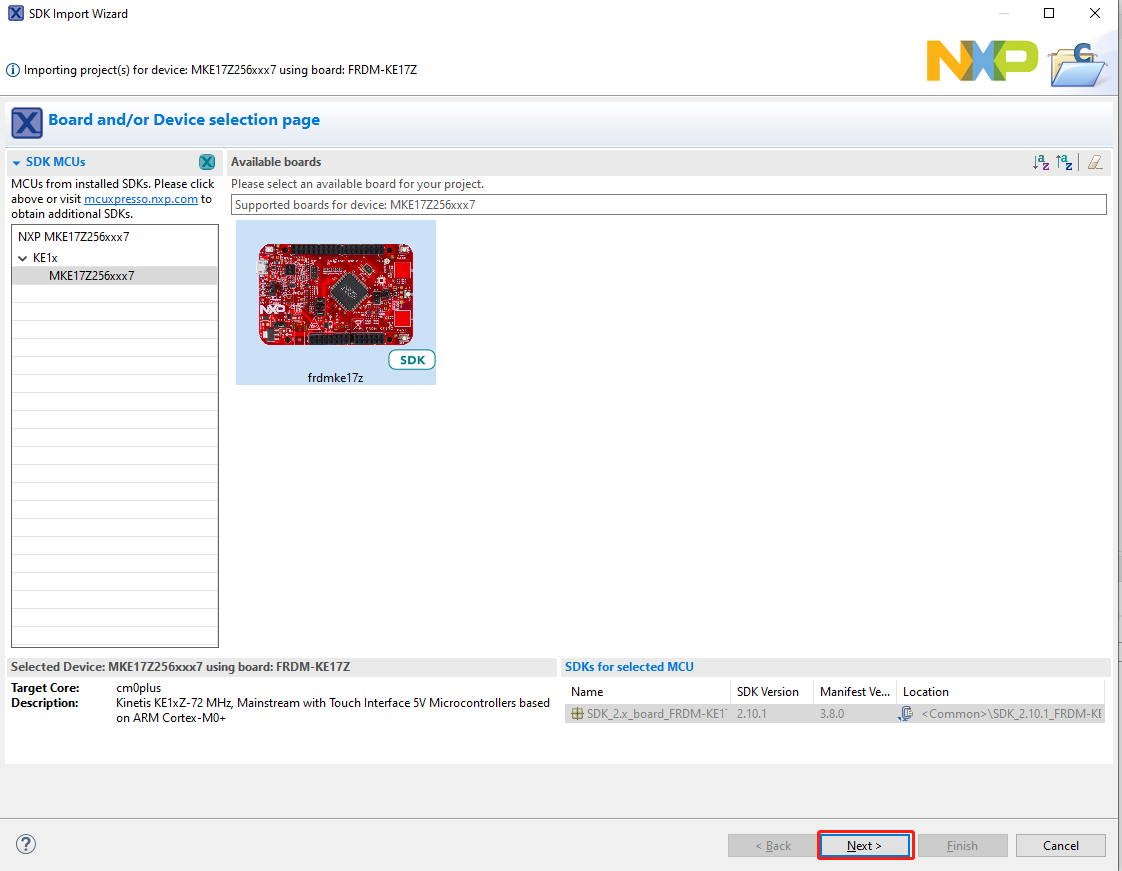 SDK Import Wizard
Importing project(s) for device: MKE17Z256xxx7 using board: FRDM-KE17Z
NXP
C
X Board and/or Device selection page
SDK MCUs
MCUs from installed SDKs. Please click
above or visit mcuxpresso.nxp.com to
obtain additional SDKs.
NXP MKE17Z256xxx7
KE1x
MKE17Z256xxx7
Available boards
Please select an available board for your project.
Supported boards for device: MKE17Z256xxx7
NXP
SDK
frdmke17z
Selected Device: MKE17Z256xxx7 using board: FRDM-KE17Z
Target Core: cm0plus
Description: Kinetis KE1xZ-72 MHz, Mainstream with Touch Interface 5V Microcontrollers based
on ARM Cortex-M0+
SDKs for selected MCU
Name SDK Version Manifest Ve... Location
SDK_2.x_board_FRDM-KE1 2.10.1 3.8.0 <Common>\SDK_2.10.1_FRDM-KE
? < Back Next > Finish Cancel